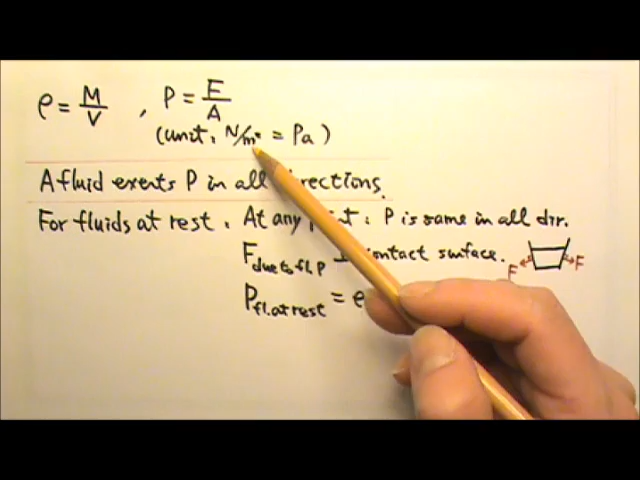 ρ = M/V , P = F/A
(unit: N/m² = Pa)
A fluid exerts P in all directions.
For fluids at rest. At any point: P is same in all dir.
F due to fl. P ⊥ contact surface.
F F
P fl. at rest = ρ